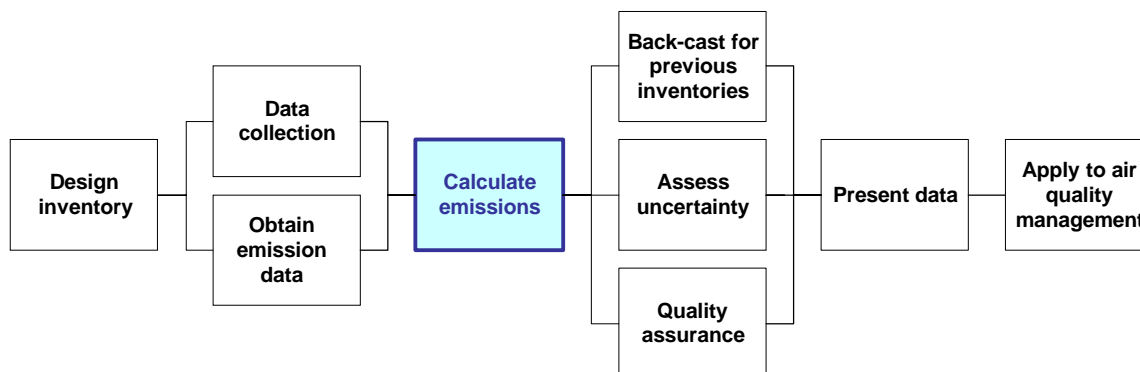 Design
inventory
Data
collection
Obtain
emission
data
Calculate
emissions
Back-cast for
previous
inventories
Assess
uncertainty
Quality
assurance
Present data
Apply to air
quality
management